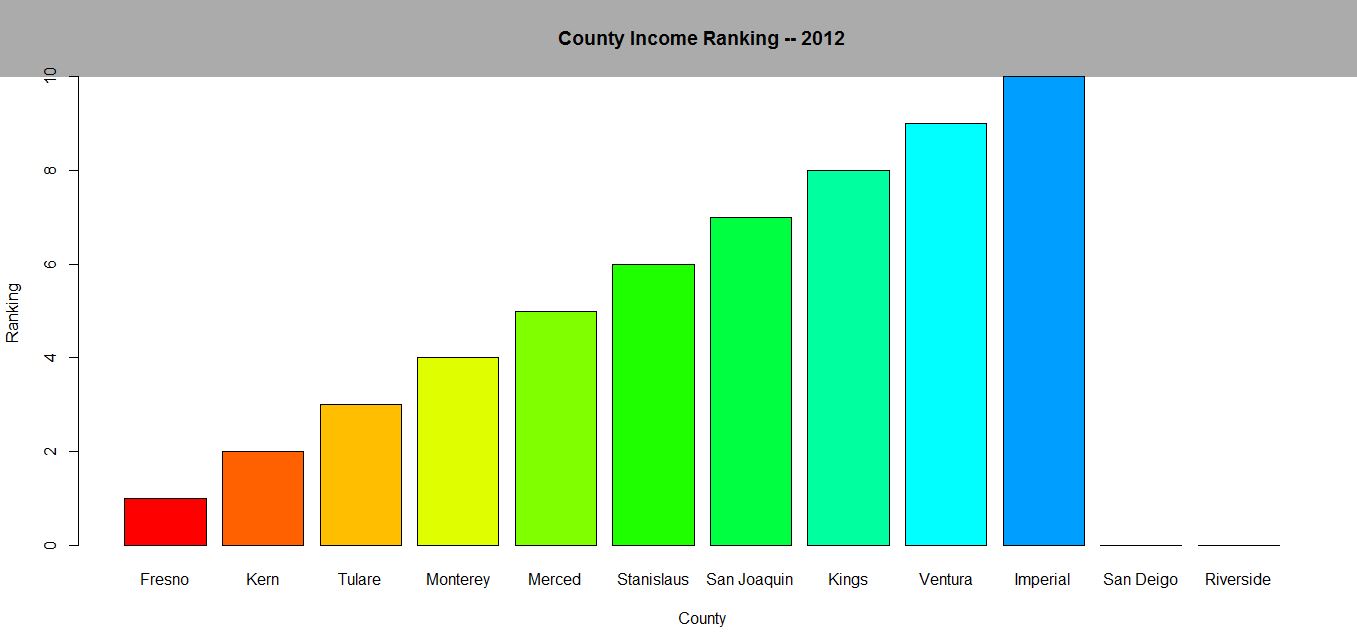 County Income Ranking -- 2012
10
8
6
4
2
0
Ranking
Fresno Kern Tulare Monterey Merced Stanislaus San Joaquin Kings Ventura Imperial San Deigo Riverside
County